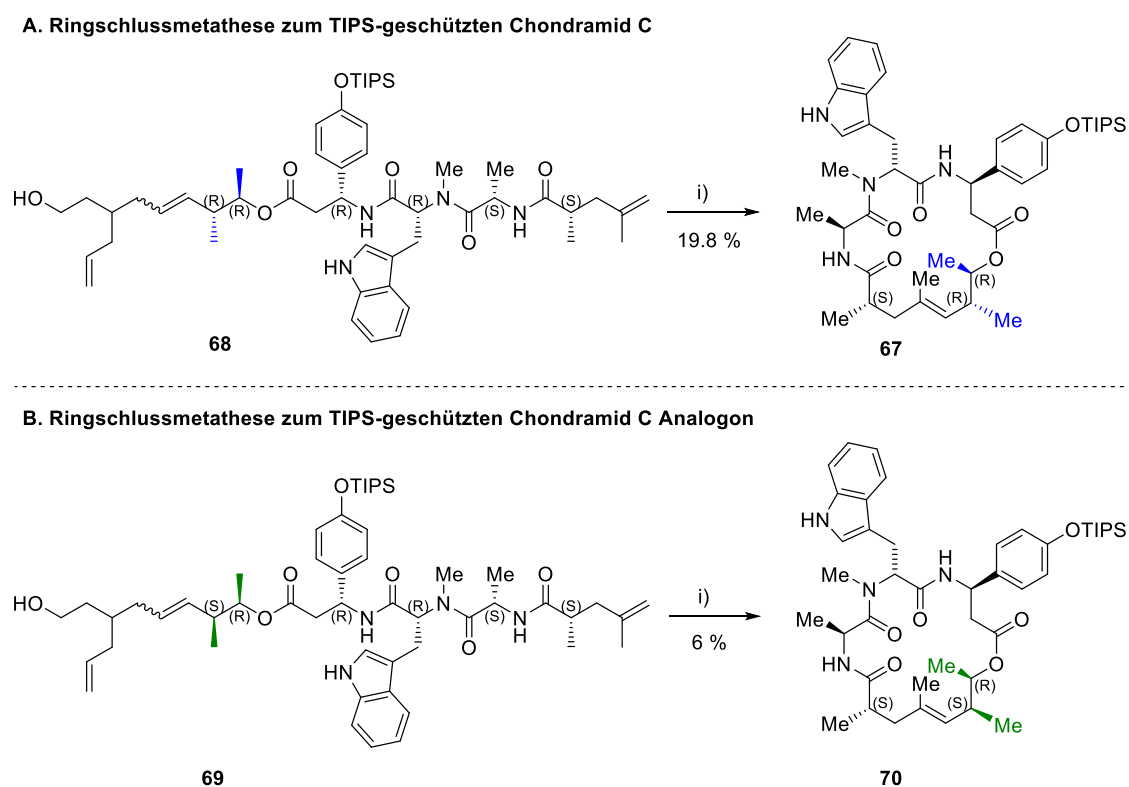 A. Ringschlussmetathese zum TIPS-geschützten Chondramid C
OTIPS
HO
(R)
(R)
O
O
(R)
N
H
O
(R)
Me
N
O
Me
(S)
N
H
O
(S)
HN
68
i)
19.8 %
HN
Me
N
O
H
N
OTIPS
Me
O
HN
O
O
O
Me
Me
(R)
(R)
(S)
Me
Me
67
B. Ringschlussmetathese zum TIPS-geschützten Chondramid C Analogon
OTIPS
HO
(S)
(R)
O
O
(R)
N
H
O
(R)
Me
N
O
Me
(S)
N
H
O
(S)
HN
69
i)
6 %
HN
Me
N
O
H
N
OTIPS
Me
O
HN
O
O
O
Me
Me
(R)
(S)
(S)
Me
Me
70